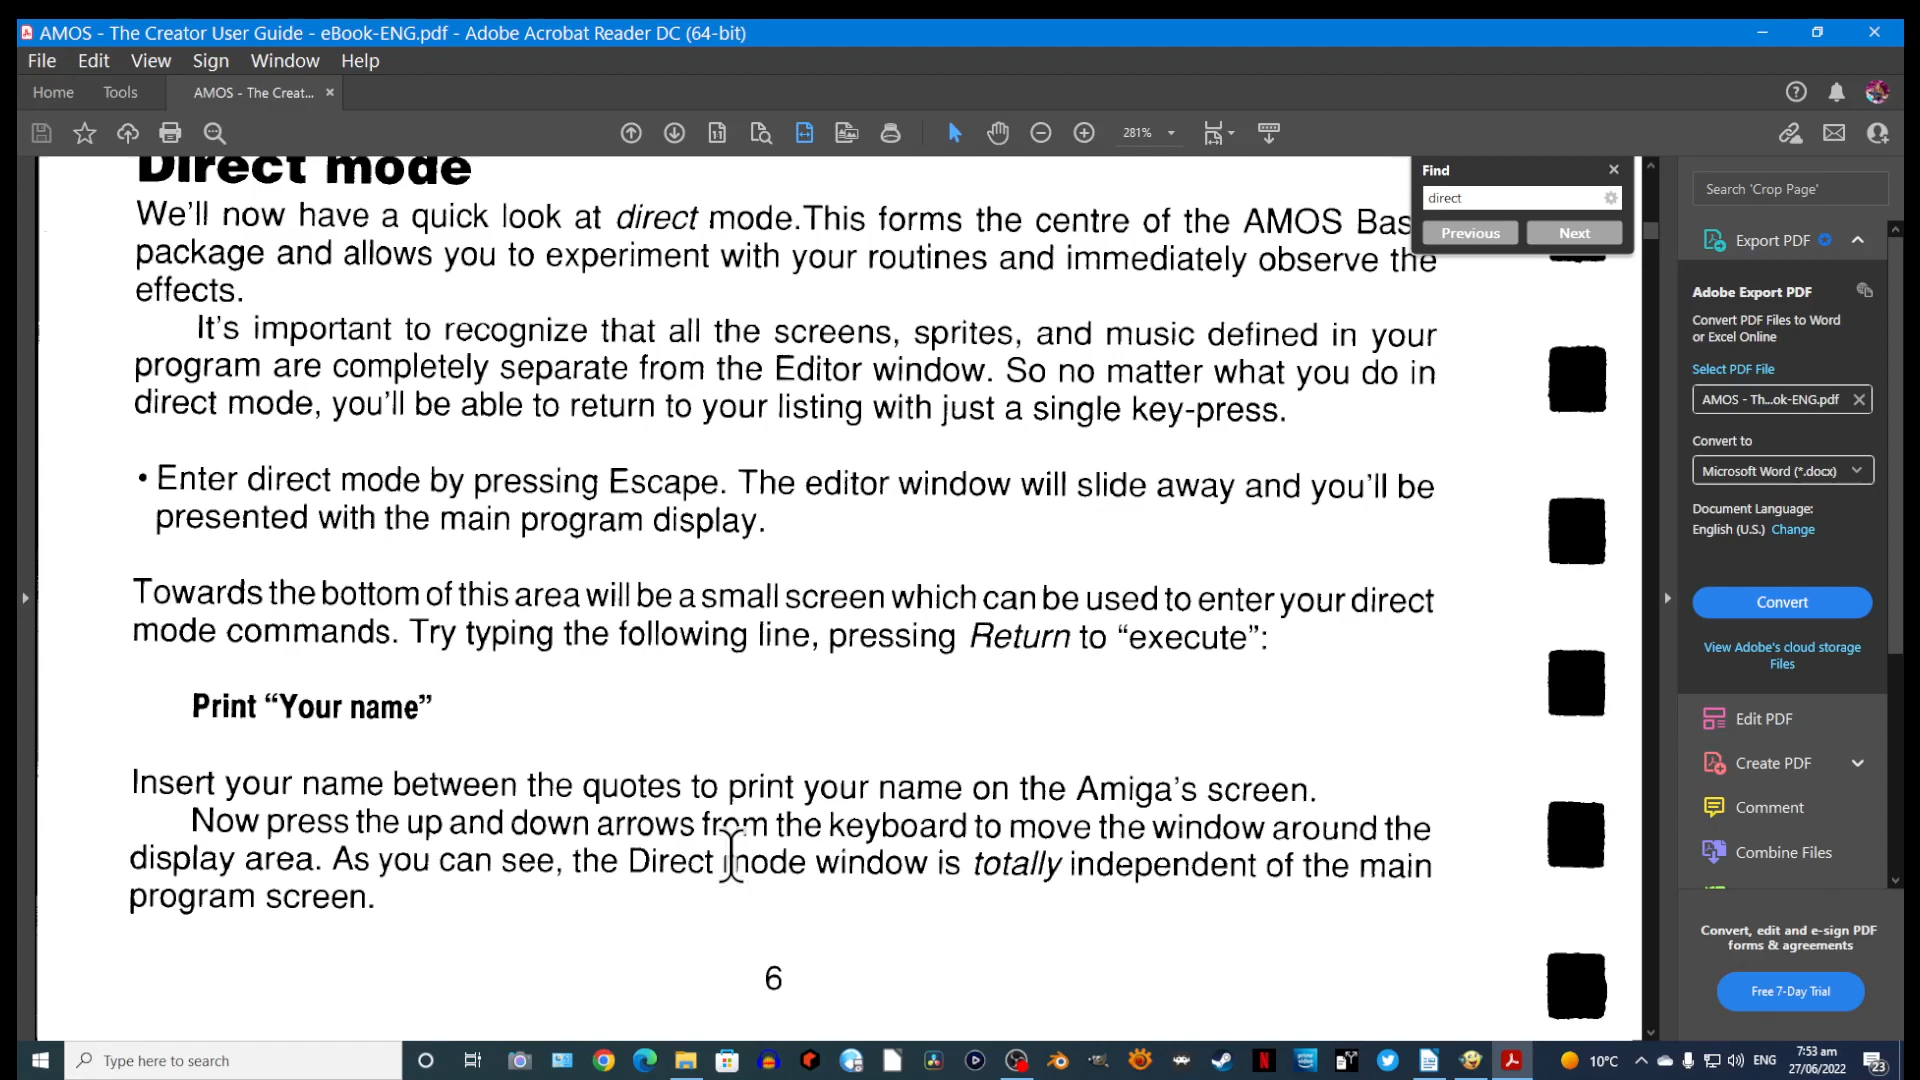 AMOS - The Creator User Guide - eBook-ENG.pdf - Adobe Acrobat Reader DC (64-bit)
File Edit View Sign Window Help
Home Tools AMOS - The Creat... ×
281%
Direct mode
We'll now have a quick look at direct mode.This forms the centre of the AMOS Bas
package and allows you to experiment with your routines and immediately observe the
effects.
It's important to recognize that all the screens, sprites, and music defined in your
program are completely separate from the Editor window. So no matter what you do in
direct mode, you'll be able to return to your listing with just a single key-press.
• Enter direct mode by pressing Escape. The editor window will slide away and you'll be
presented with the main program display.
Towards the bottom of this area will be a small screen which can be used to enter your direct
mode commands. Try typing the following line, pressing Return to “execute”:
Print “Your name”
Insert your name between the quotes to print your name on the Amiga's screen.
Now press the up and down arrows from the keyboard to move the window around the
display area. As you can see, the Direct mode window is totally independent of the main
program screen.
6
Find
direct
Previous Next
Search 'Crop Page'
Export PDF
Adobe Export PDF
Convert PDF Files to Word
or Excel Online
Select PDF File
AMOS - Th...ok-ENG.pdf
Convert to
Microsoft Word (*.docx)
Document Language:
English (U.S.) Change
Convert
View Adobe's cloud storage
Files
Edit PDF
Create PDF
Comment
Combine Files
Convert, edit and e-sign PDF
forms & agreements
Free 7-Day Trial
Type here to search
10°C
ENG
7:53 am
27/06/2022
23